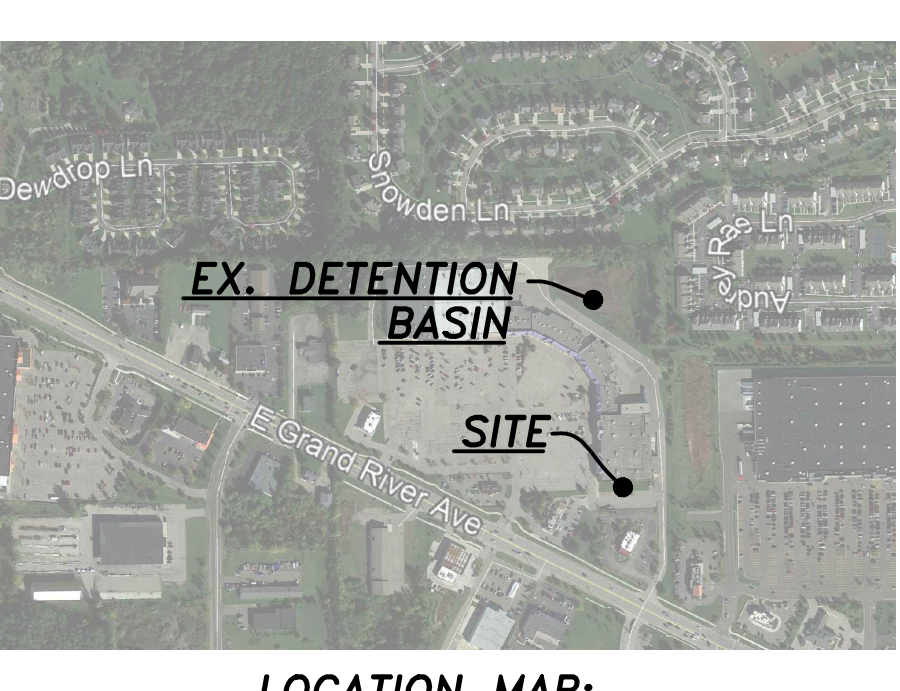 Dewdrop Ln
Snowden Ln
Audrey Rae Ln
EX. DETENTION
BASIN
SITE
E Grand River Ave
LOCATION MAP: